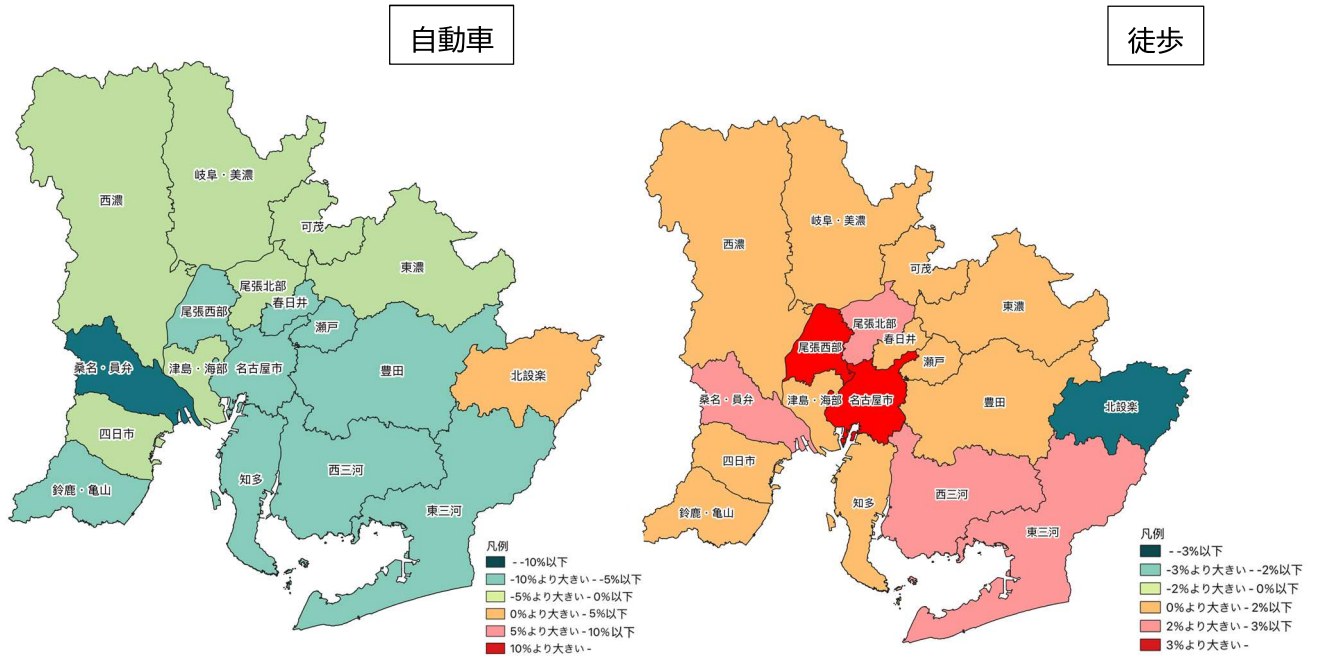 自動車
岐阜・美濃
西濃
可茂
東濃
尾張北部
春日井
尾張西部
瀬戸
桑名・員弁
津島・海部
名古屋市
豊田
北設楽
四日市
西三河
知多
鈴鹿・亀山
東三河
凡例
- -10%以下
-10%より大きい - -5%以下
-5%より大きい - 0%以下
0%より大きい - 5%以下
5%より大きい - 10%以下
10%より大きい -
徒歩
岐阜・美濃
西濃
可茂
東濃
尾張北部
春日井
尾張西部
瀬戸
桑名・員弁
津島・海部
名古屋市
豊田
北設楽
四日市
西三河
知多
鈴鹿・亀山
東三河
凡例
- -3%以下
-3%より大きい - -2%以下
-2%より大きい - 0%以下
0%より大きい - 2%以下
2%より大きい - 3%以下
3%より大きい -